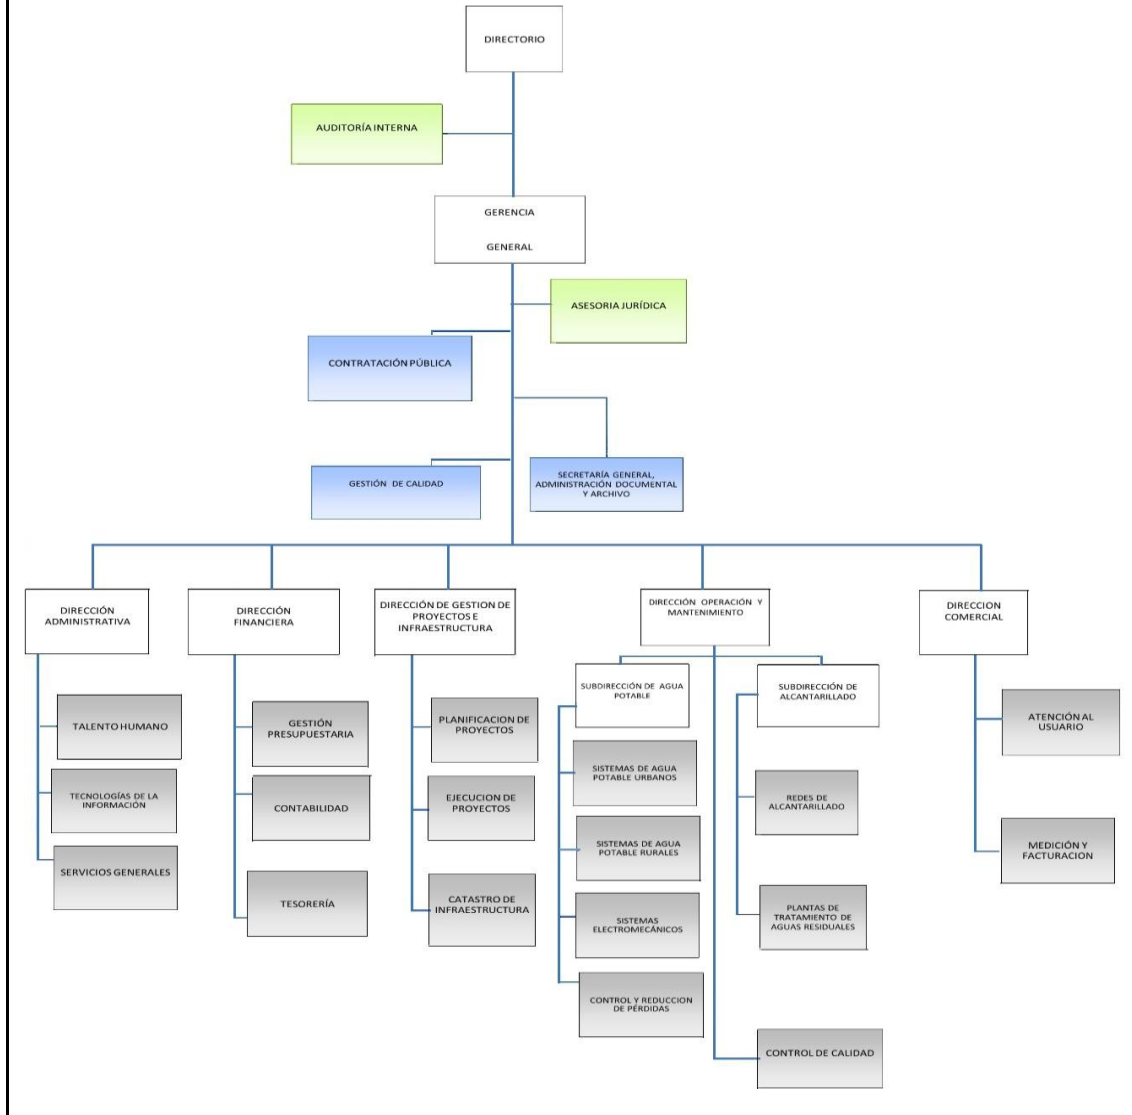 DIRECTORIO
AUDITORÍA INTERNA
GERENCIA
GENERAL
ASESORIA JURÍDICA
CONTRATACIÓN PÚBLICA
GESTIÓN DE CALIDAD
SECRETARÍA GENERAL,
ADMINISTRACIÓN DOCUMENTAL
Y ARCHIVO
DIRECCIÓN
ADMINISTRATIVA
TALENTO HUMANO
TECNOLOGÍAS DE LA
INFORMACIÓN
SERVICIOS GENERALES
DIRECCIÓN
FINANCIERA
GESTIÓN
PRESUPUESTARIA
CONTABILIDAD
TESORERÍA
DIRECCIÓN DE GESTION DE
PROYECTOS E
INFRAESTRUCTURA
PLANIFICACION DE
PROYECTOS
EJECUCION DE
PROYECTOS
CATASTRO DE
INFRAESTRUCTURA
DIRECCIÓN OPERACIÓN Y
MANTENIMIENTO
SUBDIRECCIÓN DE AGUA
POTABLE
SISTEMAS DE AGUA
POTABLE URBANOS
SISTEMAS DE AGUA
POTABLE RURALES
SISTEMAS
ELECTROMECÁNICOS
CONTROL Y REDUCCION
DE PÉRDIDAS
SUBDIRECCIÓN DE
ALCANTARILLADO
REDES DE
ALCANTARILLADO
PLANTAS DE
TRATAMIENTO DE
AGUAS RESIDUALES
CONTROL DE CALIDAD
DIRECCION
COMERCIAL
ATENCIÓN AL
USUARIO
MEDICIÓN Y
FACTURACION